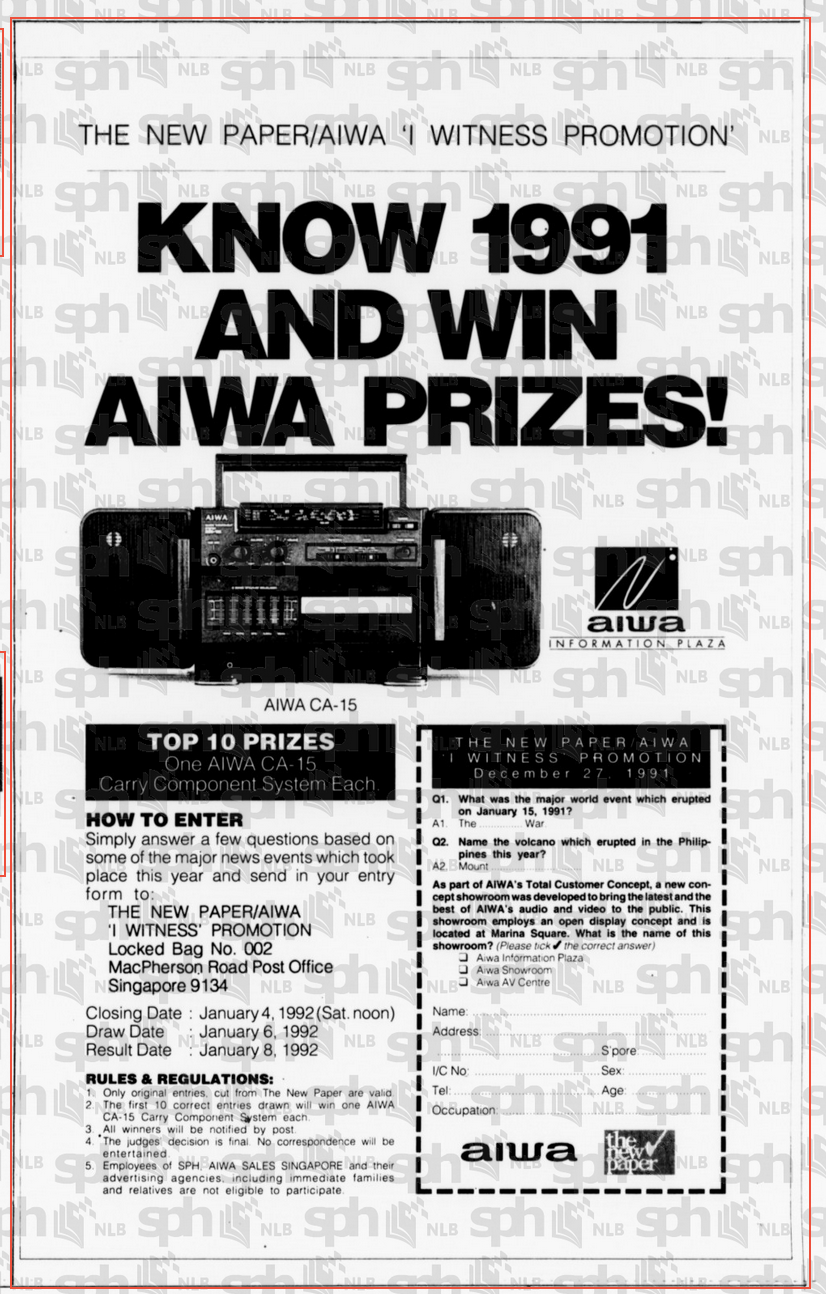 THE NEW PAPER/AIWA 'I WITNESS PROMOTION'
KNOW 1991
AND WIN
AIWA PRIZES!
AIWA
aiwa
INFORMATION PLAZA
AIWA CA-15
TOP 10 PRIZES
One AIWA CA-15
Carry Component System Each
HOW TO ENTER
Simply answer a few questions based on
some of the major news events which took
place this year and send in your entry
form to:
THE NEW PAPER/AIWA
'I WITNESS' PROMOTION
Locked Bag No. 002
MacPherson Road Post Office
Singapore 9134
Closing Date : January 4, 1992 (Sat. noon)
Draw Date : January 6, 1992
Result Date : January 8, 1992
RULES & REGULATIONS:
1. Only original entries, cut from The New Paper are valid.
2. The first 10 correct entries drawn will win one AIWA
CA-15 Carry Component System each.
3. All winners will be notified by post.
4. The judges' decision is final. No correspondence will be
entertained.
5. Employees of SPH, AIWA SALES SINGAPORE and their
advertising agencies, including immediate families
and relatives are not eligible to participate.
THE NEW PAPER/AIWA
'I WITNESS' PROMOTION
December 27, 1991
Q1. What was the major world event which erupted
on January 15, 1991?
A1. The ............ War
Q2. Name the volcano which erupted in the Philip-
pines this year?
A2. Mount
As part of AIWA's Total Customer Concept, a new con-
cept showroom was developed to bring the latest and the
best of AIWA's audio and video to the public. This
showroom employs an open display concept and is
located at Marina Square. What is the name of this
showroom? (Please tick ✓ the correct answer)
❑ Aiwa Information Plaza
❑ Aiwa Showroom
❑ Aiwa AV Centre
Name:
Address:
S'pore
I/C No: Sex:
Tel: Age:
Occupation:
aiwa
the new paper
sph NLB